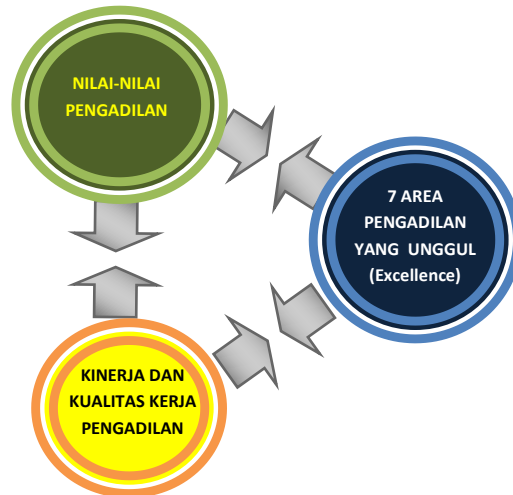 NILAI-NILAI
PENGADILAN
7 AREA
PENGADILAN
YANG UNGGUL
(Excellence)
KINERJA DAN
KUALITAS KERJA
PENGADILAN